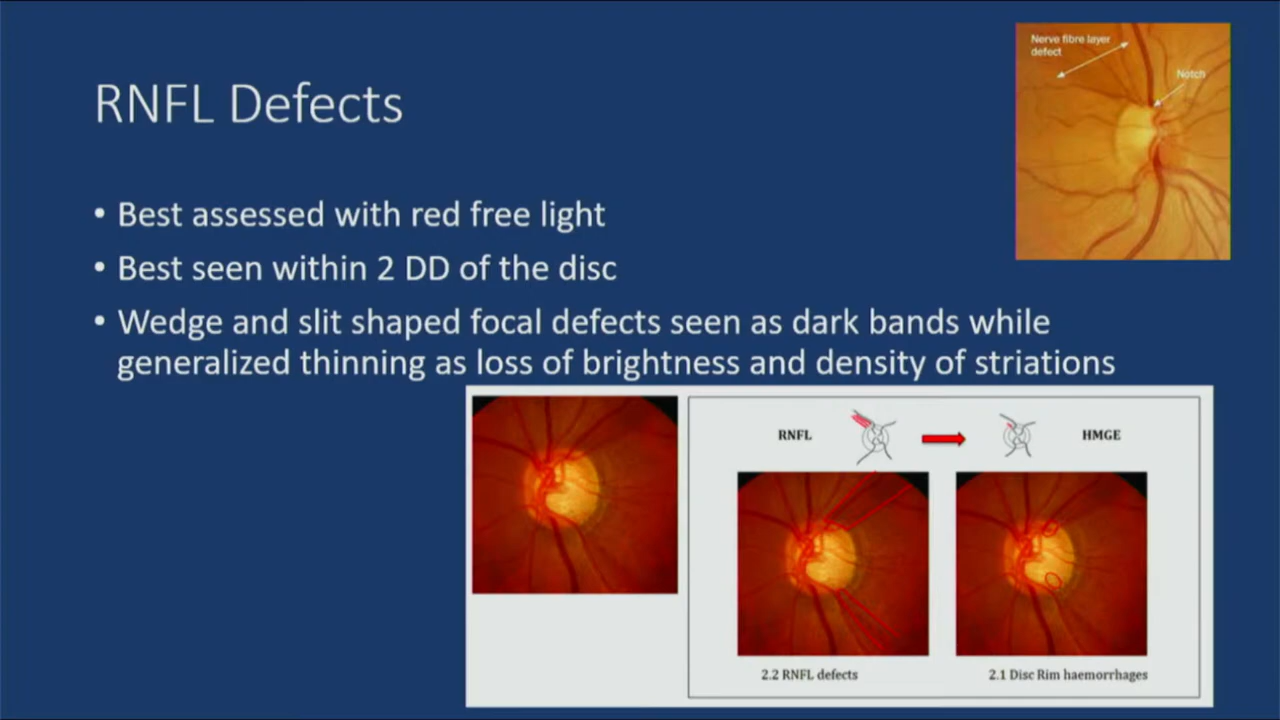 RNFL Defects
Nerve fibre layer
defect
Notch
• Best assessed with red free light
• Best seen within 2 DD of the disc
• Wedge and slit shaped focal defects seen as dark bands while
generalized thinning as loss of brightness and density of striations
RNFL
HMGE
2.2 RNFL defects
2.1 Disc Rim haemorrhages